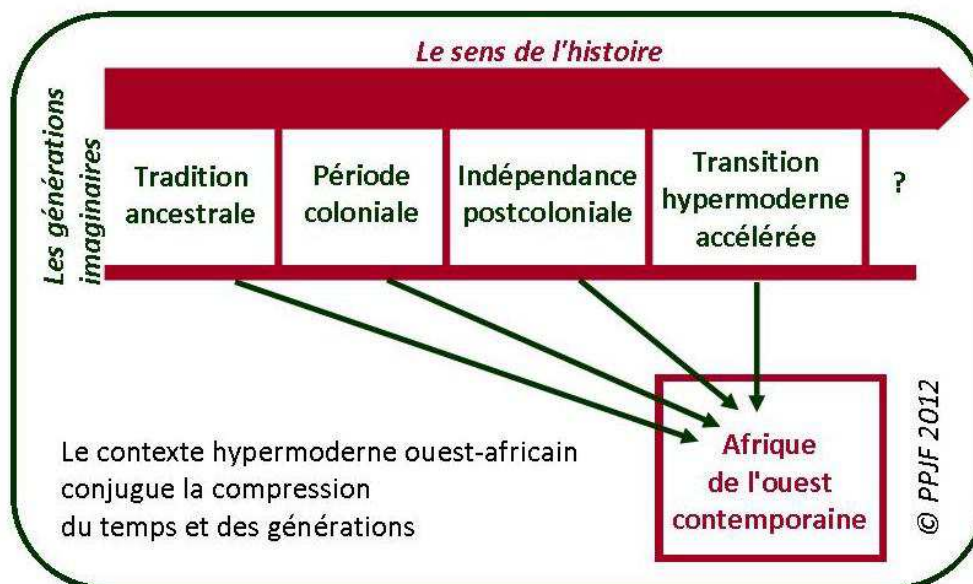 Le sens de l'histoire
Les générations
imaginaires
Tradition
ancestrale
Période
coloniale
Indépendance
postcoloniale
Transition
hypermoderne
accélérée
?
Le contexte hypermoderne ouest-africain
conjugue la compression
du temps et des générations
Afrique
de l'ouest
contemporaine
© PPJF 2012